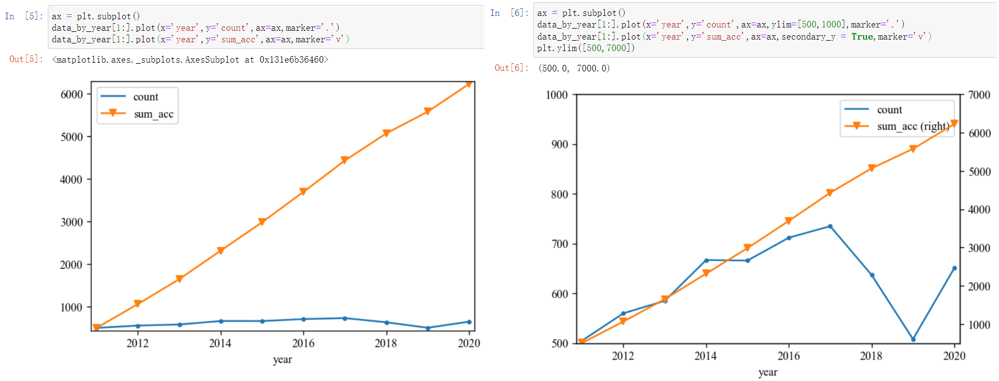 In [5]:
ax = plt.subplot()
data_by_year[1:].plot(x='year',y='count',ax=ax,marker='.')
data_by_year[1:].plot(x='year',y='sum_acc',ax=ax,marker='v')
Out[5]: <matplotlib.axes._subplots.AxesSubplot at 0x131e6b36460>
count
sum_acc
6000
5000
4000
3000
2000
1000
2012 2014 2016 2018 2020
year
In [6]:
ax = plt.subplot()
data_by_year[1:].plot(x='year',y='count',ax=ax,ylim=[500,1000],marker='.')
data_by_year[1:].plot(x='year',y='sum_acc',ax=ax,secondary_y = True,marker='v')
plt.ylim([500,7000])
Out[6]: (500.0, 7000.0)
count
sum_acc (right)
1000
900
800
700
600
500
7000
6000
5000
4000
3000
2000
1000
2012 2014 2016 2018 2020
year